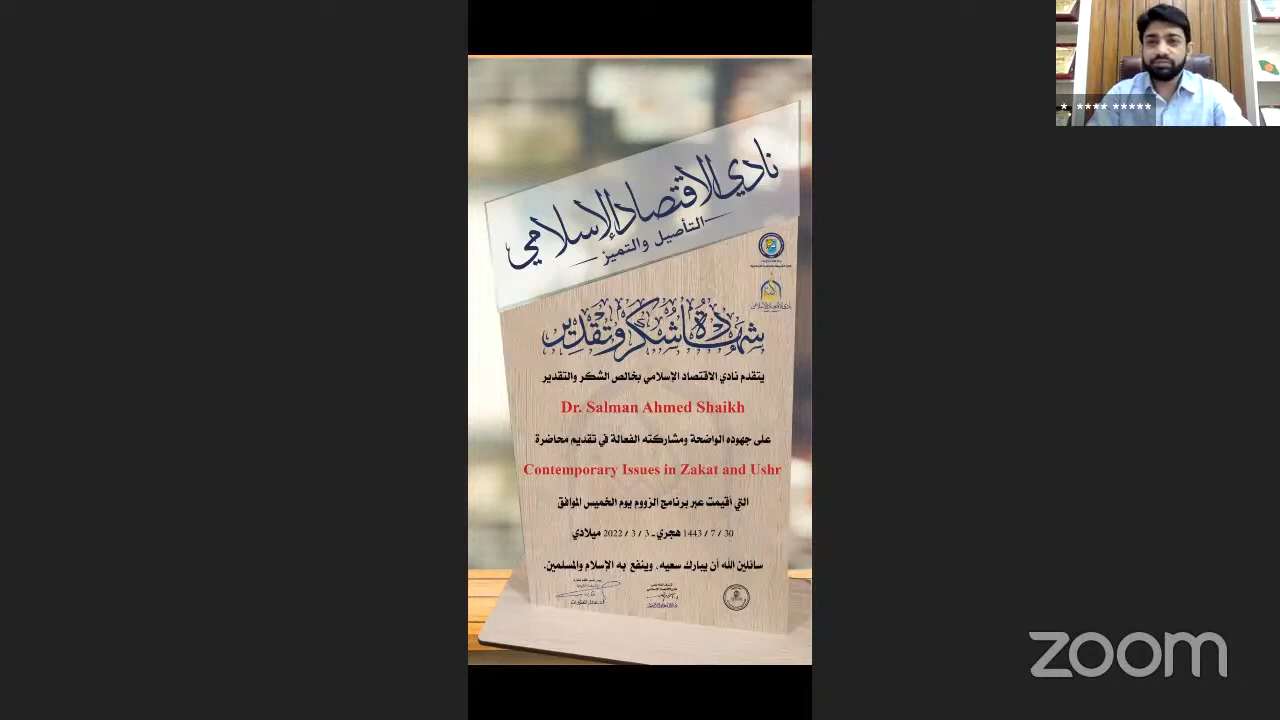 * **** *****
نادي الاقتصاد الإسلامي
التأصيل والتميز
نادي الاقتصاد الإسلامي
شهادة شكر وتقدير
يتقدم نادي الاقتصاد الإسلامي بخالص الشكر والتقدير
Dr. Salman Ahmed Shaikh
على جهوده الواضحة ومشاركته الفعالة في تقديم محاضرة
Contemporary Issues in Zakat and Ushr
التي أقيمت عبر برنامج الزووم يوم الخميس الموافق
30 / 7 / 1443 هجري - 3 / 3 / 2022 ميلادي
سائلين الله أن يبارك سعيه، وينفع به الإسلام والمسلمين.
zoom